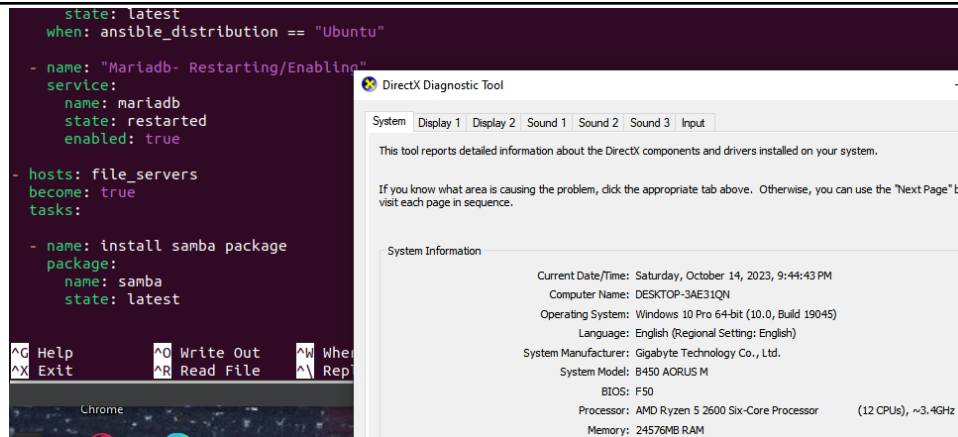 state: latest
when: ansible_distribution == "Ubuntu"
- name: "Mariadb- Restarting/Enabling"
service:
name: mariadb
state: restarted
enabled: true
- hosts: file_servers
become: true
tasks:
- name: install samba package
package:
name: samba
state: latest
^G Help ^O Write Out ^W
^X Exit ^R Read File ^\
Chrome
DirectX Diagnostic Tool
System Display 1 Display 2 Sound 1 Sound 2 Sound 3 Input
This tool reports detailed information about the DirectX components and drivers installed on your system.
If you know what area is causing the problem, click the appropriate tab above. Otherwise, you can use the "Next Page"
visit each page in sequence.
System Information
Current Date/Time: Saturday, October 14, 2023, 9:44:43 PM
Computer Name: DESKTOP-3AE31QN
Operating System: Windows 10 Pro 64-bit (10.0, Build 19045)
Language: English (Regional Setting: English)
System Manufacturer: Gigabyte Technology Co., Ltd.
System Model: B450 AORUS M
BIOS: F50
Processor: AMD Ryzen 5 2600 Six-Core Processor (12 CPUs), ~3.4GHz
Memory: 24576MB RAM